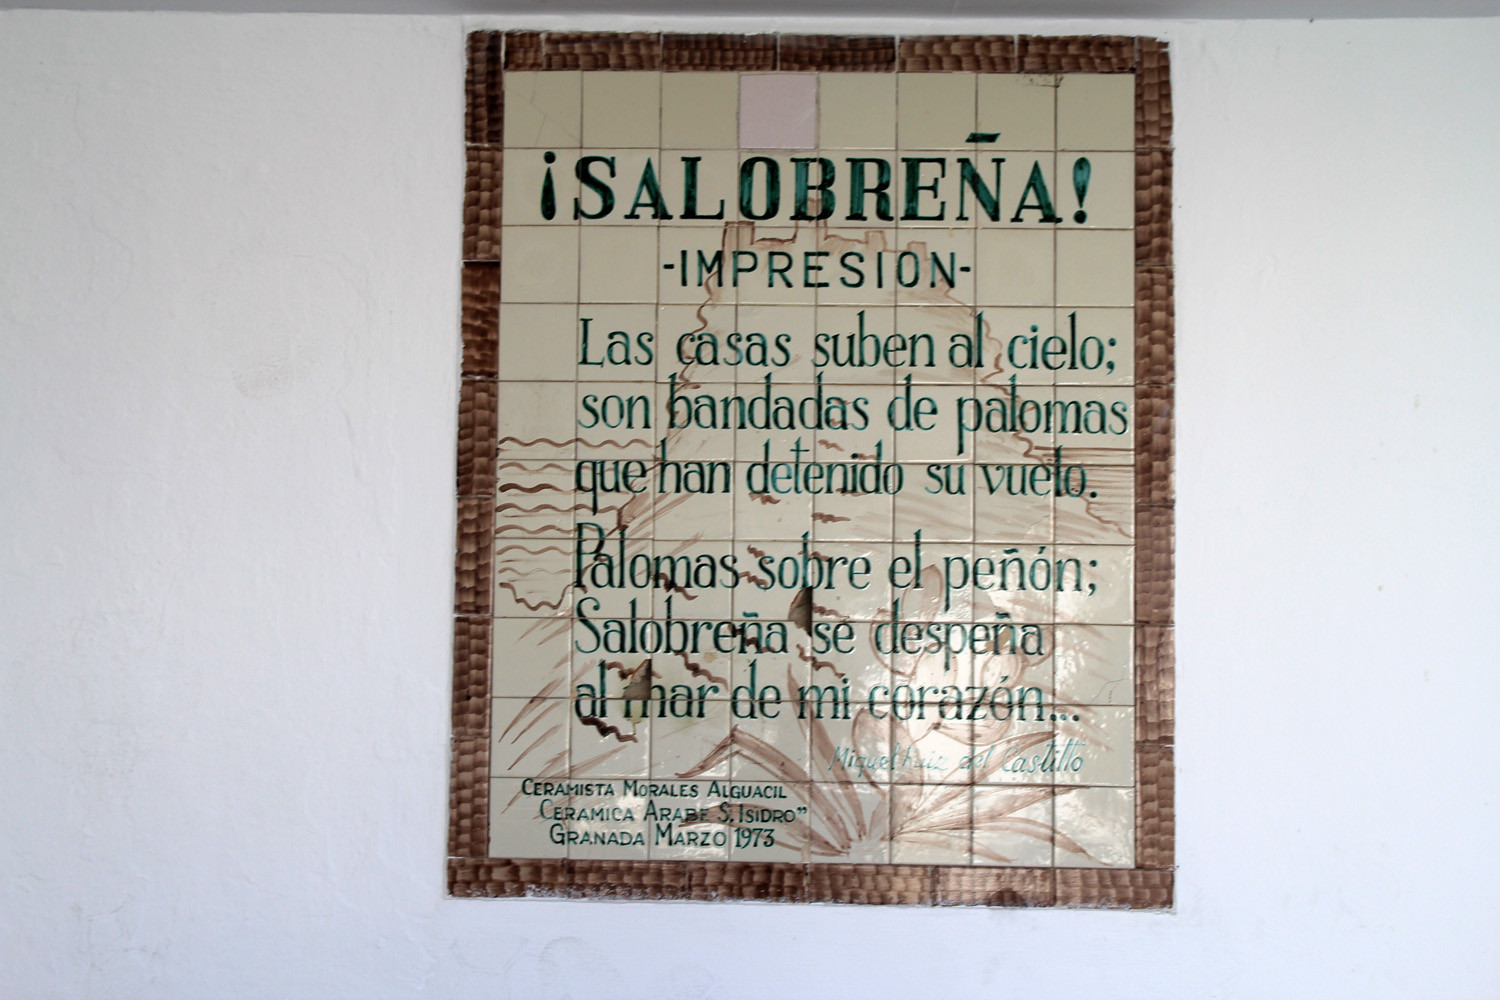 ¡SALOBREÑA!
-IMPRESION-
Las casas suben al cielo;
son bandadas de palomas
que han detenido su vuelo.
Palomas sobre el peñón;
Salobreña se despeña
al mar de mi corazón...
Miguel Ruiz del Castillo
CERAMISTA MORALES ALGUACIL
CERAMICA ARABE S. ISIDRO”
GRANADA MARZO 1973